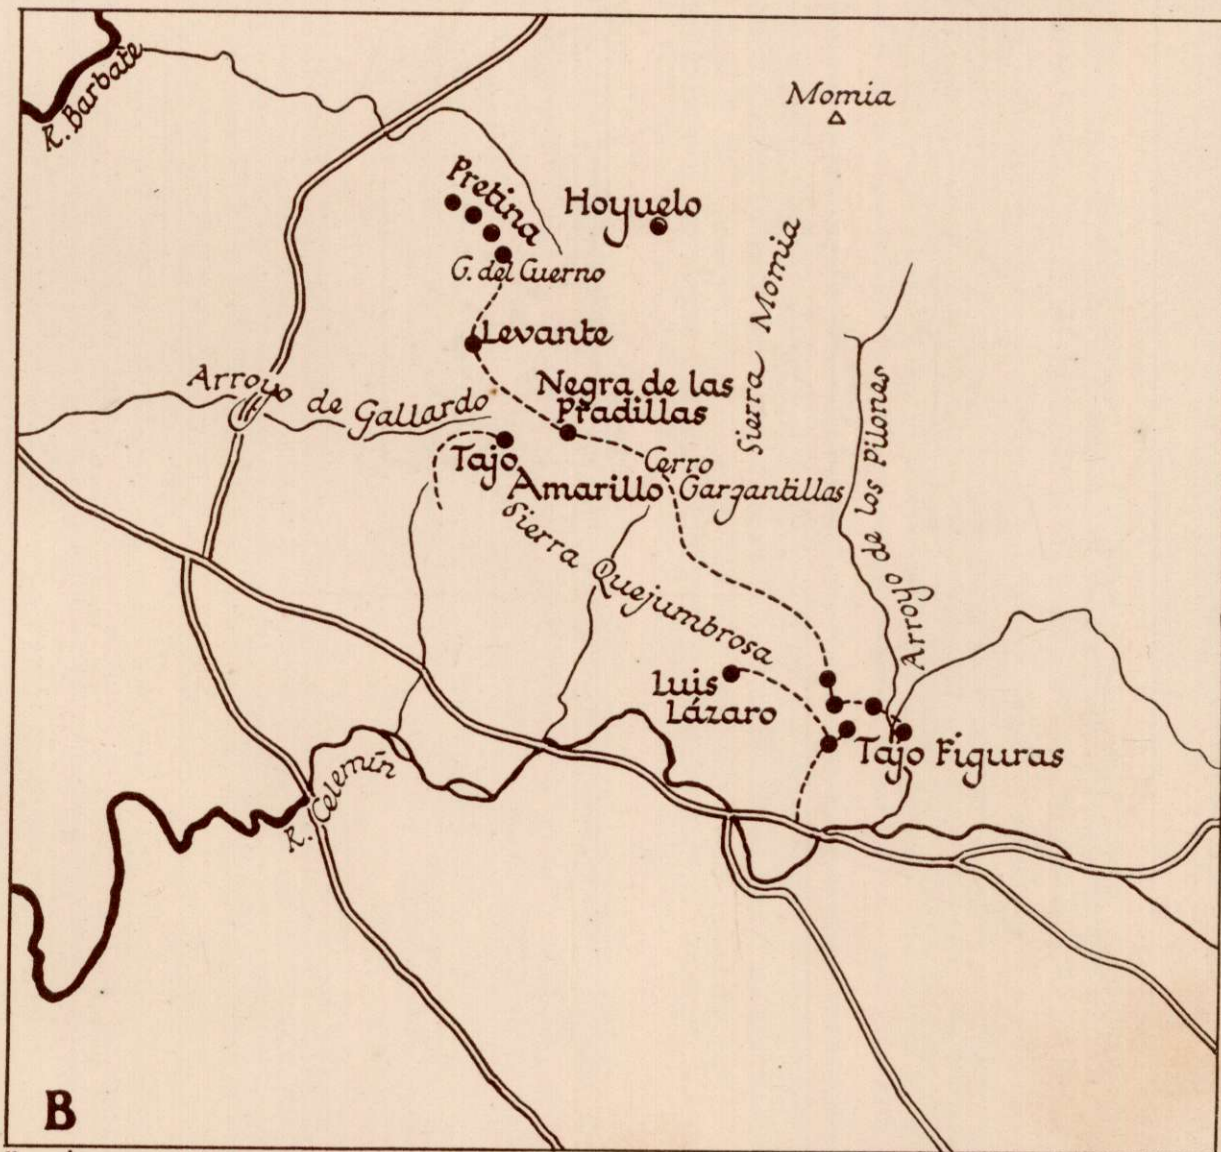 R. Barbate
Momia
Pretina
Hoyuelo
G. del Cuerno
Sierra Momia
Levante
Arroyo de Gallardo
Negra de las
Pradillas
Arroyo de los Pilones
Tajo
Amarillo
Cerro
Gargantillas
Sierra Quejumbrosa
Luis
Lázaro
Tajo Figuras
R. Celemín
B